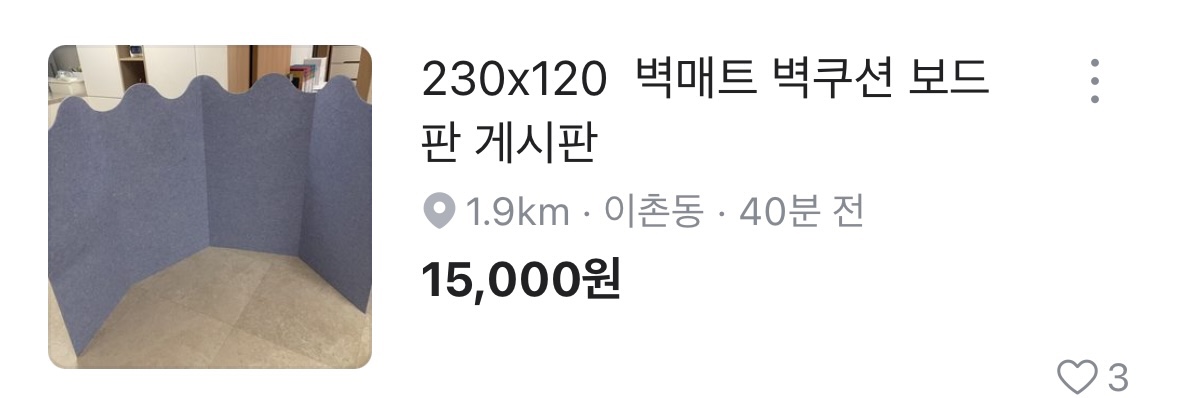 230x120  벽매트 벽쿠션 보드
판 게시판
1.9km · 이촌동 · 40분 전
15,000원
3